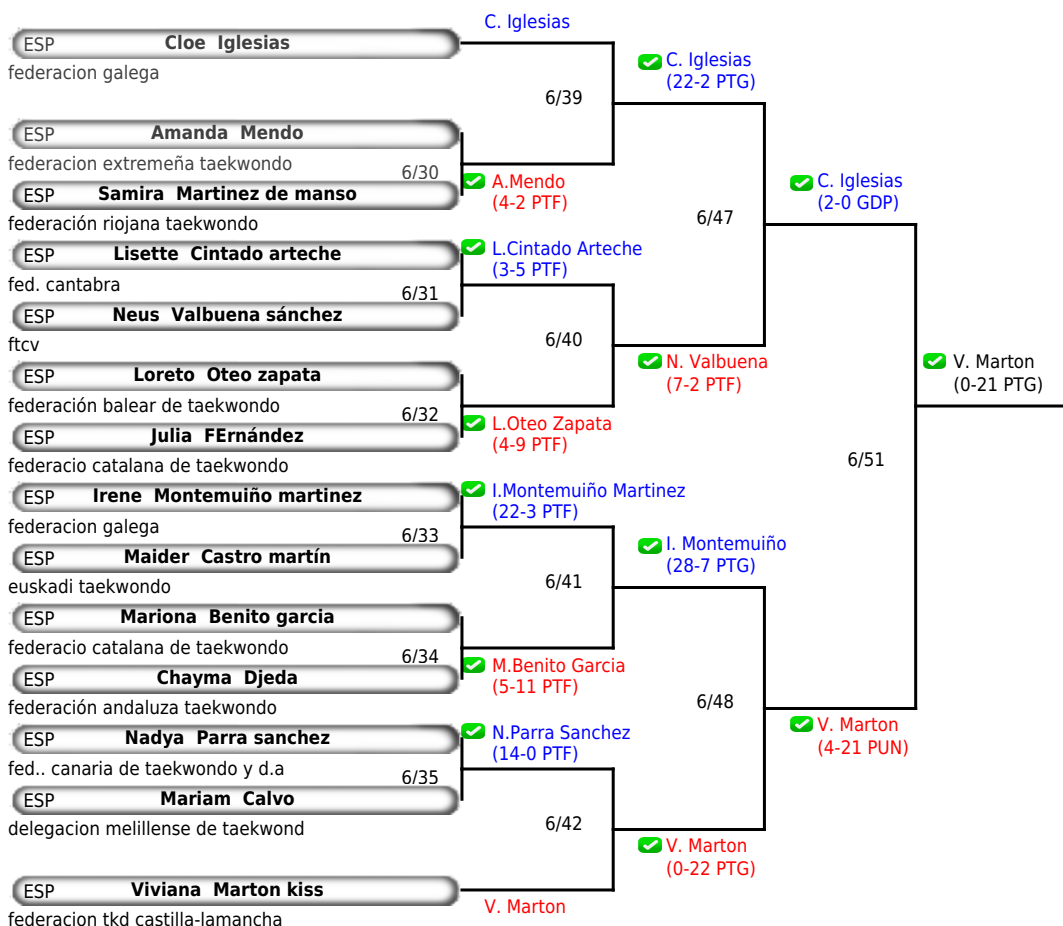 C. Iglesias
ESP Cloe Iglesias
federacion galega
C. Iglesias
(22-2 PTG)
6/39
ESP Amanda Mendo
federacion extremeña taekwondo
6/30
A.Mendo
(4-2 PTF)
ESP Samira Martinez de manso
federación riojana taekwondo
C. Iglesias
(2-0 GDP)
6/47
ESP Lisette Cintado arteche
fed. cantabra
L.Cintado Arteche
(3-5 PTF)
6/31
ESP Neus Valbuena sánchez
ftcv
6/40
N. Valbuena
(7-2 PTF)
ESP Loreto Oteo zapata
federación balear de taekwondo
6/32
L.Oteo Zapata
(4-9 PTF)
ESP Julia FErnández
federacio catalana de taekwondo
V. Marton
(0-21 PTG)
6/51
ESP Irene Montemuiño martinez
federacion galega
I.Montemuiño Martinez
(22-3 PTF)
6/33
ESP Maider Castro martín
euskadi taekwondo
I. Montemuiño
(28-7 PTG)
6/41
ESP Mariona Benito garcia
federacio catalana de taekwondo
6/34
M.Benito Garcia
(5-11 PTF)
ESP Chayma Djeda
federación andaluza taekwondo
6/48
V. Marton
(4-21 PUN)
ESP Nadya Parra sanchez
fed.. canaria de taekwondo y d.a
N.Parra Sanchez
(14-0 PTF)
6/35
ESP Mariam Calvo
delegacion melillense de taekwond
6/42
V. Marton
(0-22 PTG)
ESP Viviana Marton kiss
federacion tkd castilla-lamancha
V. Marton